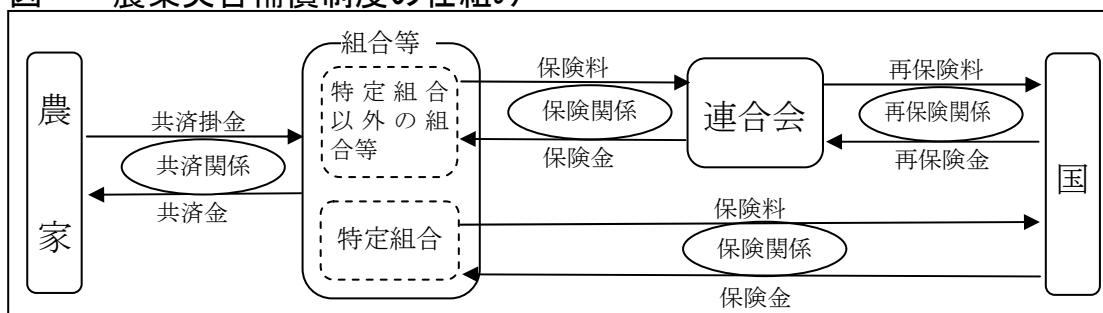 図 農業災害補償制度の仕組み
農家
共済掛金
共済関係
共済金
組合等
特定組合
以外の組
合等
特定組合
保険料
保険関係
保険金
連合会
再保険料
再保険関係
再保険金
保険料
保険関係
保険金
国